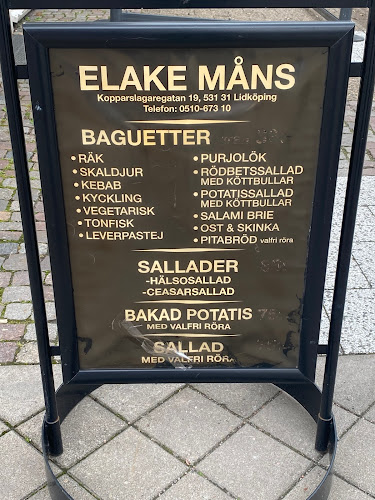 ELAKE MÅNS
Kopparslagaregatan 19, 531 31 Lidköping
Telefon: 0510-673 10
BAGUETTER
• RÄK
• SKALDJUR
• KEBAB
• KYCKLING
• VEGETARISK
• TONFISK
• LEVERPASTEJ
• PURJOLÖK
• RÖDBETSSALLAD
MED KÖTTBULLAR
• POTATISSALLAD
MED KÖTTBULLAR
• SALAMI BRIE
• OST & SKINKA
• PITABRÖD valfri röra
SALLADER
-HÄLSOSALLAD
-CEASARSALLAD
BAKAD POTATIS
MED VALFRI RÖRA
SALLAD
MED VALFRI RÖRA